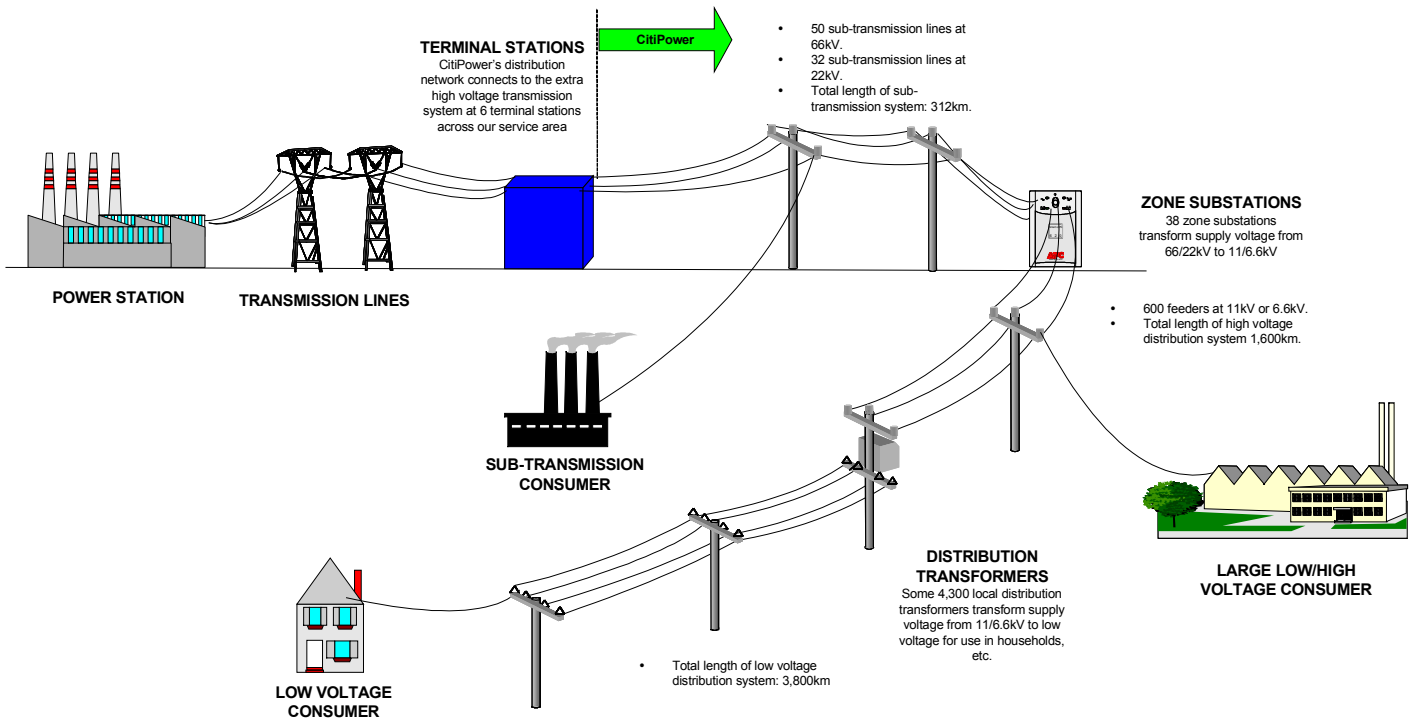 TERMINAL STATIONS
CitiPower's distribution
network connects to the extra
high voltage transmission
system at 6 terminal stations
across our service area
CitiPower
• 50 sub-transmission lines at
66kV.
• 32 sub-transmission lines at
22kV.
• Total length of sub-
transmission system: 312km.
POWER STATION
TRANSMISSION LINES
APC
ZONE SUBSTATIONS
38 zone substations
transform supply voltage from
66/22kV to 11/6.6kV
• 600 feeders at 11kV or 6.6kV.
• Total length of high voltage
distribution system 1,600km.
SUB-TRANSMISSION
CONSUMER
LARGE LOW/HIGH
VOLTAGE CONSUMER
DISTRIBUTION
TRANSFORMERS
Some 4,300 local distribution
transformers transform supply
voltage from 11/6.6kV to low
voltage for use in households,
etc.
• Total length of low voltage
distribution system: 3,800km
LOW VOLTAGE
CONSUMER